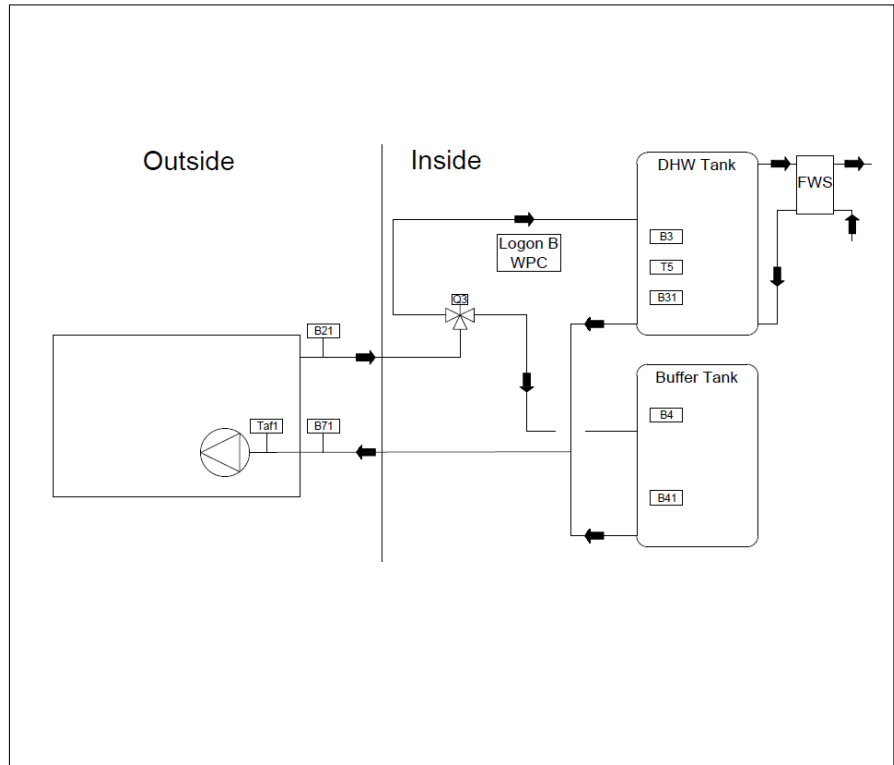 Outside
Inside
DHW Tank
FWS
B3
Logon B
WPC
T5
Q3
B31
B21
Buffer Tank
B4
Taf1
B71
B41